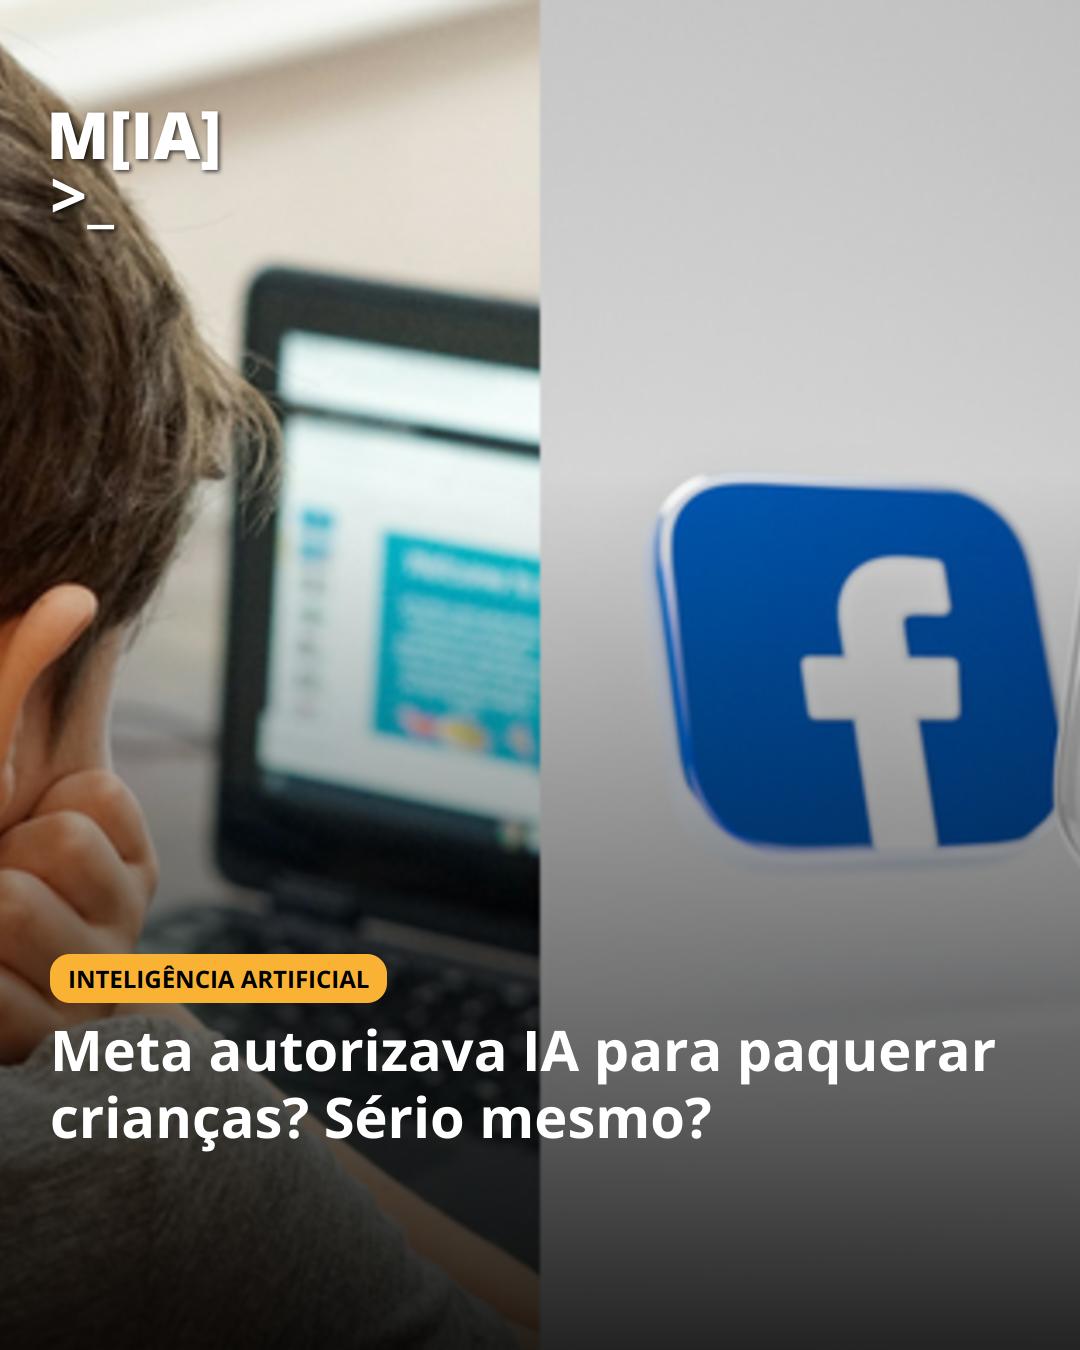 M[IA]
>_
INTELIGÊNCIA ARTIFICIAL
Meta autorizava IA para paquerar
crianças? Sério mesmo?